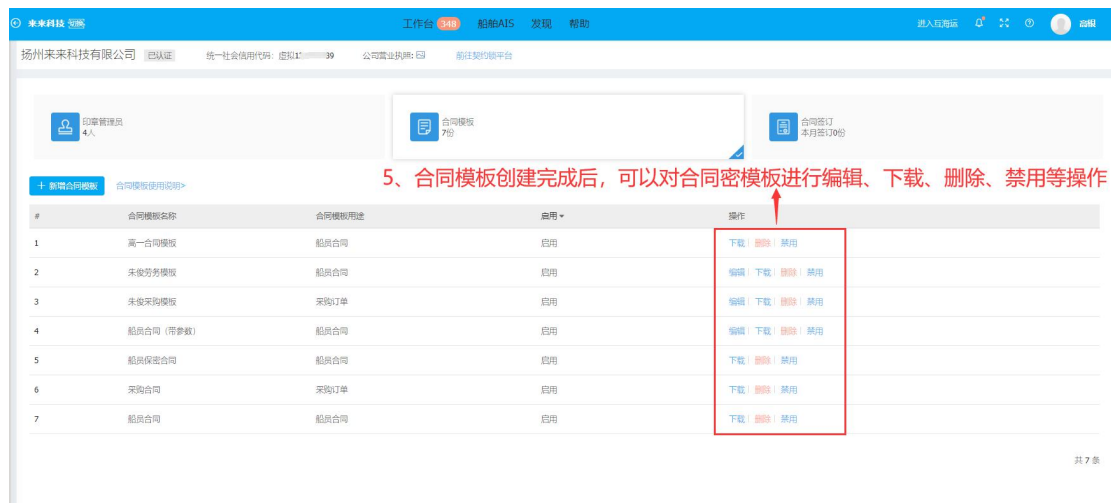 来来科技 切换 工作台 348 船舶AIS 发现 帮助 进入互海运
扬州来来科技有限公司 已认证 统一社会信用代码: 虚拟1 39 公司营业执照: 前往契约锁平台
印章管理员
4人
合同模板
7份
合同签订
本月签订0份
+ 新增合同模板 合同模板使用说明>
5、合同模板创建完成后，可以对合同密模板进行编辑、下载、删除、禁用等操作
# 合同模板名称 合同模板用途 启用 操作
1 高一合同模板 船员合同 启用 下载 删除 禁用
2 未俊劳务模板 船员合同 启用 编辑 下载 删除 禁用
3 未俊采购模板 采购订单 启用 编辑 下载 删除 禁用
4 船员合同（带参数） 船员合同 启用 编辑 下载 删除 禁用
5 船员保密合同 船员合同 启用 下载 删除 禁用
6 采购合同 采购订单 启用 下载 删除 禁用
7 船员合同 船员合同 启用 下载 删除 禁用
共 7 条